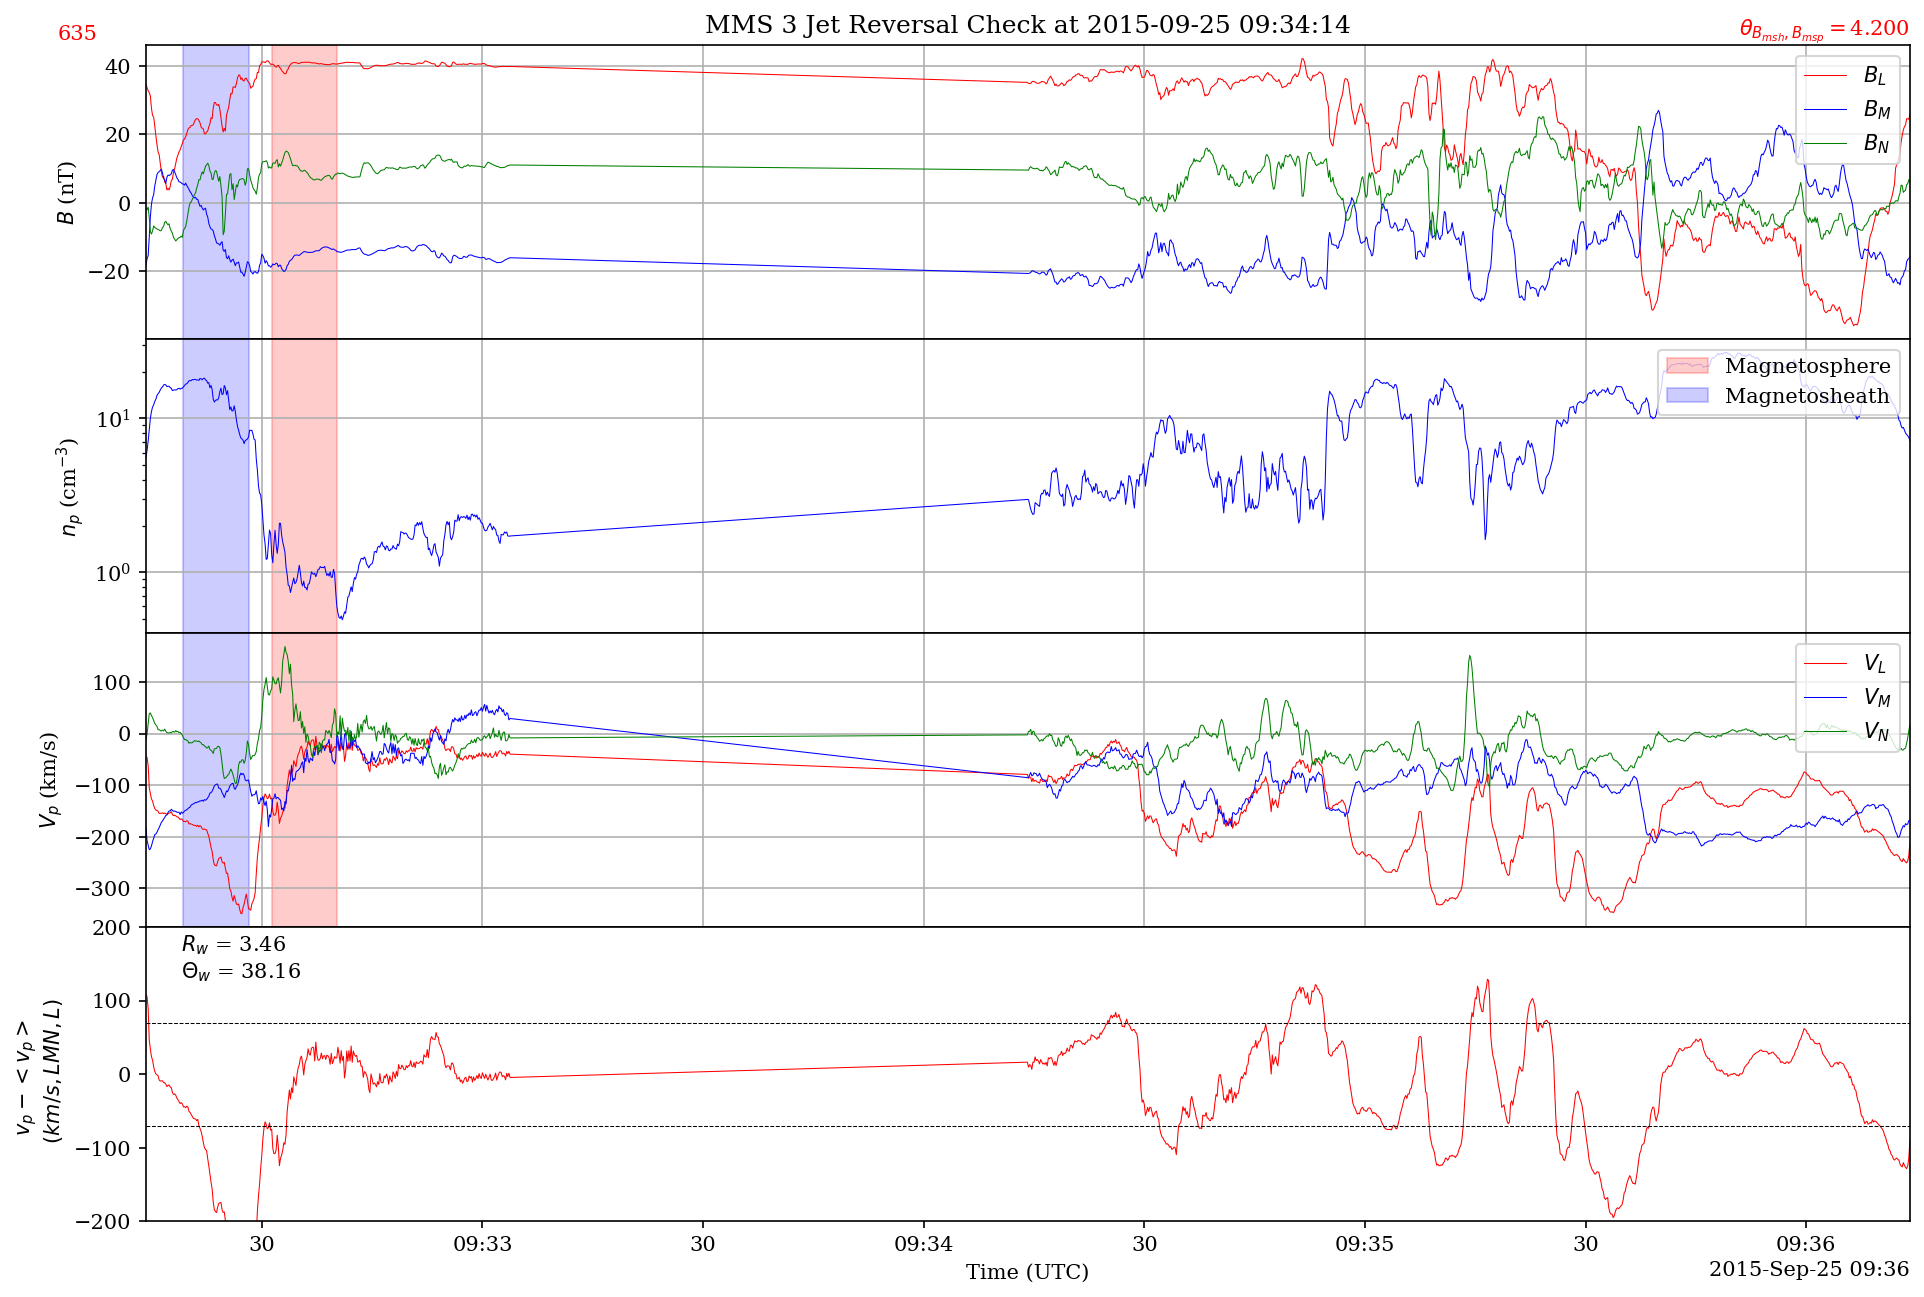 MMS 3 Jet Reversal Check at 2015-09-25 09:34:14
635
θ_{B_{msh}, B_{msp}} = 4.200
40
20
0
−20
B (nT)
B_L
B_M
B_N
10^1
10^0
n_p (cm^{−3})
Magnetosphere
Magnetosheath
100
0
−100
−200
−300
V_p (km/s)
V_L
V_M
V_N
200
100
0
−100
−200
v_p − < v_p >
(km/s, LMN, L)
R_w = 3.46
Θ_w = 38.16
30
09:33
30
09:34
30
09:35
30
09:36
Time (UTC)
2015-Sep-25 09:36